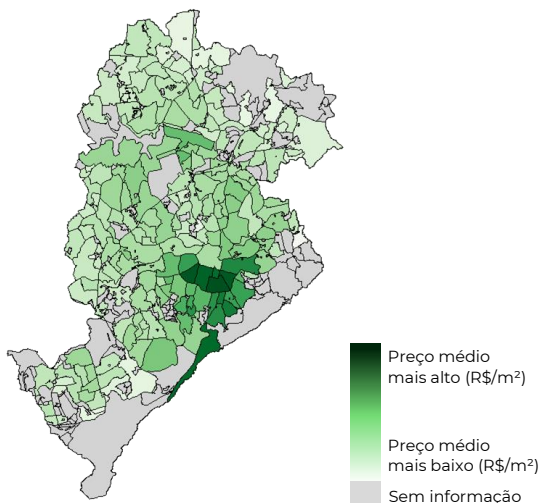 Preço médio
mais alto (R$/m²)
Preço médio
mais baixo (R$/m²)
Sem informação